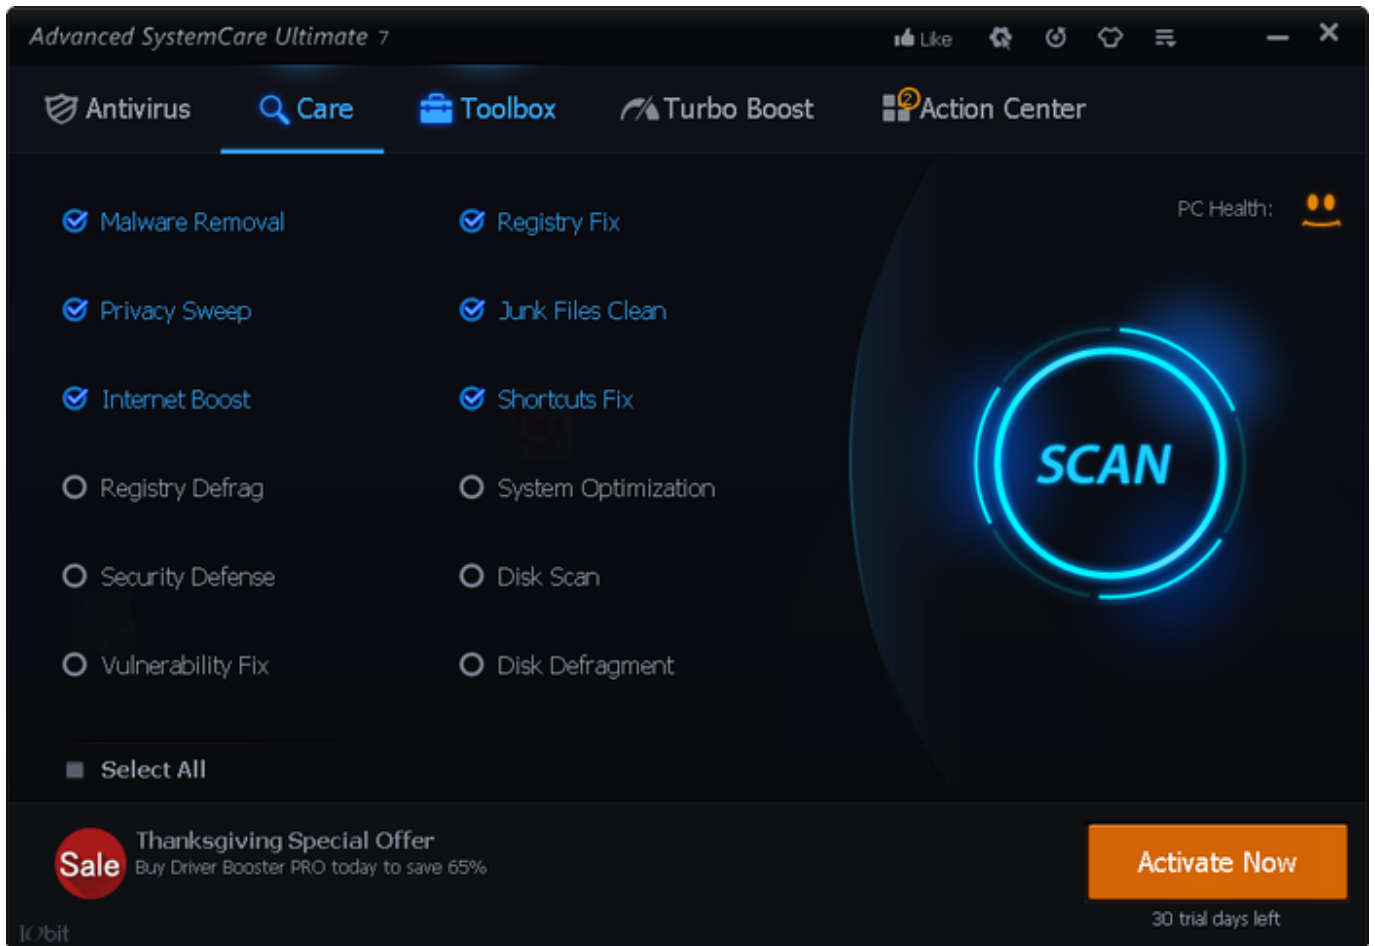 Advanced SystemCare Ultimate 7
Like
Antivirus Care Toolbox Turbo Boost 2 Action Center
PC Health:
Malware Removal Registry Fix
Privacy Sweep Junk Files Clean
Internet Boost Shortcuts Fix
SCAN
Registry Defrag System Optimization
Security Defense Disk Scan
Vulnerability Fix Disk Defragment
Select All
Sale
Thanksgiving Special Offer
Buy Driver Booster PRO today to save 65%
Activate Now
30 trial days left
IObit